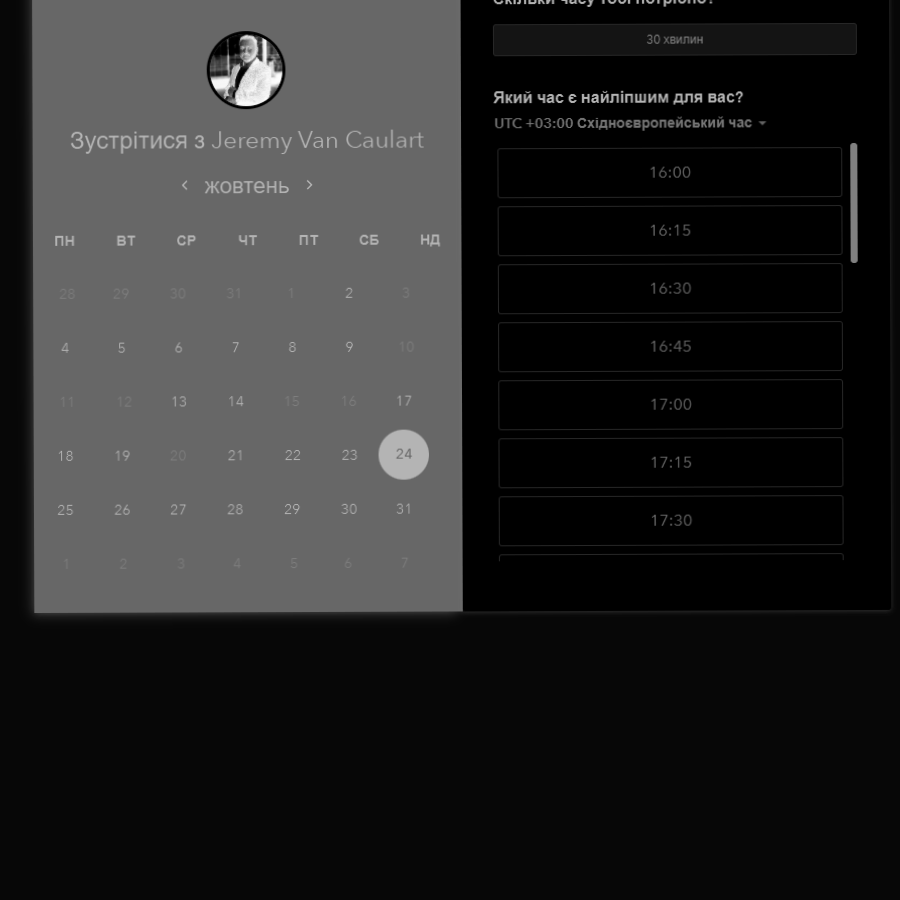 Зустрітися з Jeremy Van Caulart
жовтень
ПН ВТ СР ЧТ ПТ СБ НД
28 29 30 31 1 2 3
4 5 6 7 8 9 10
11 12 13 14 15 16 17
18 19 20 21 22 23 24
25 26 27 28 29 30 31
1 2 3 4 5 6 7
Скільки часу тобі потрібно?
30 хвилин
Який час є найліпшим для вас?
UTC +03:00 Східноєвропейський час
16:00
16:15
16:30
16:45
17:00
17:15
17:30